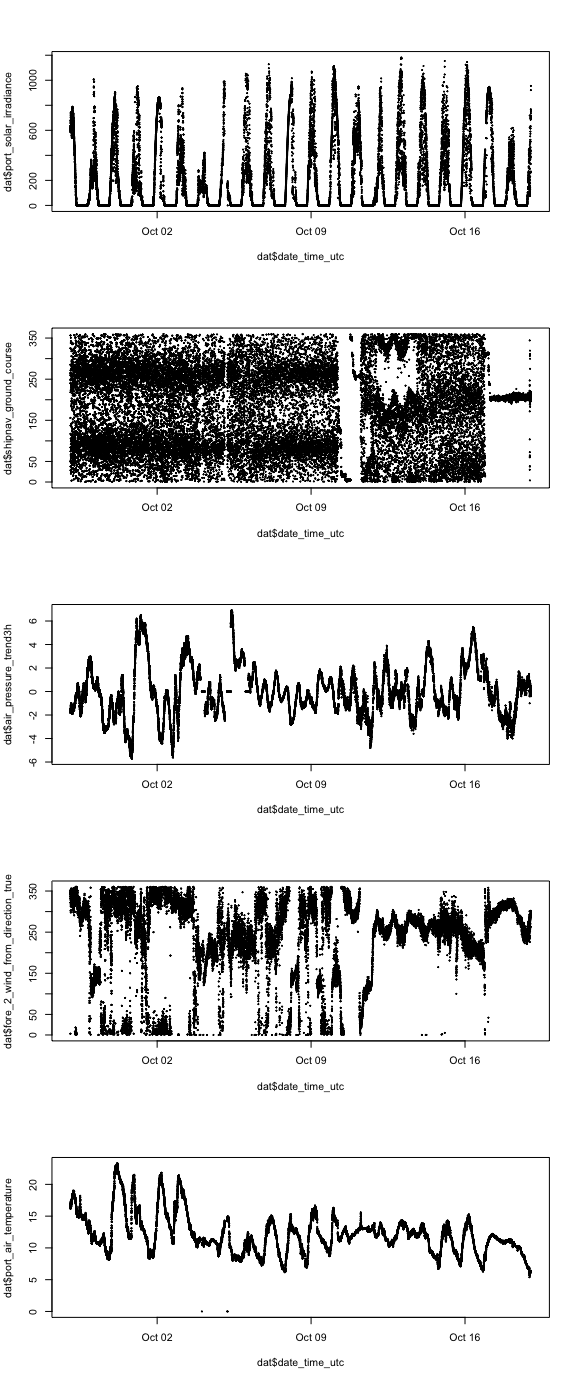 dat$port_solar_irradiance
1000
600
200
0
Oct 02 Oct 09 Oct 16
dat$date_time_utc
dat$shipnav_ground_course
350
250
150
50
0
Oct 02 Oct 09 Oct 16
dat$date_time_utc
dat$air_pressure_trend3h
6
4
2
0
-2
-4
-6
Oct 02 Oct 09 Oct 16
dat$date_time_utc
dat$fore_2_wind_from_direction_true
350
250
150
50
0
Oct 02 Oct 09 Oct 16
dat$date_time_utc
dat$port_air_temperature
20
15
10
5
0
Oct 02 Oct 09 Oct 16
dat$date_time_utc